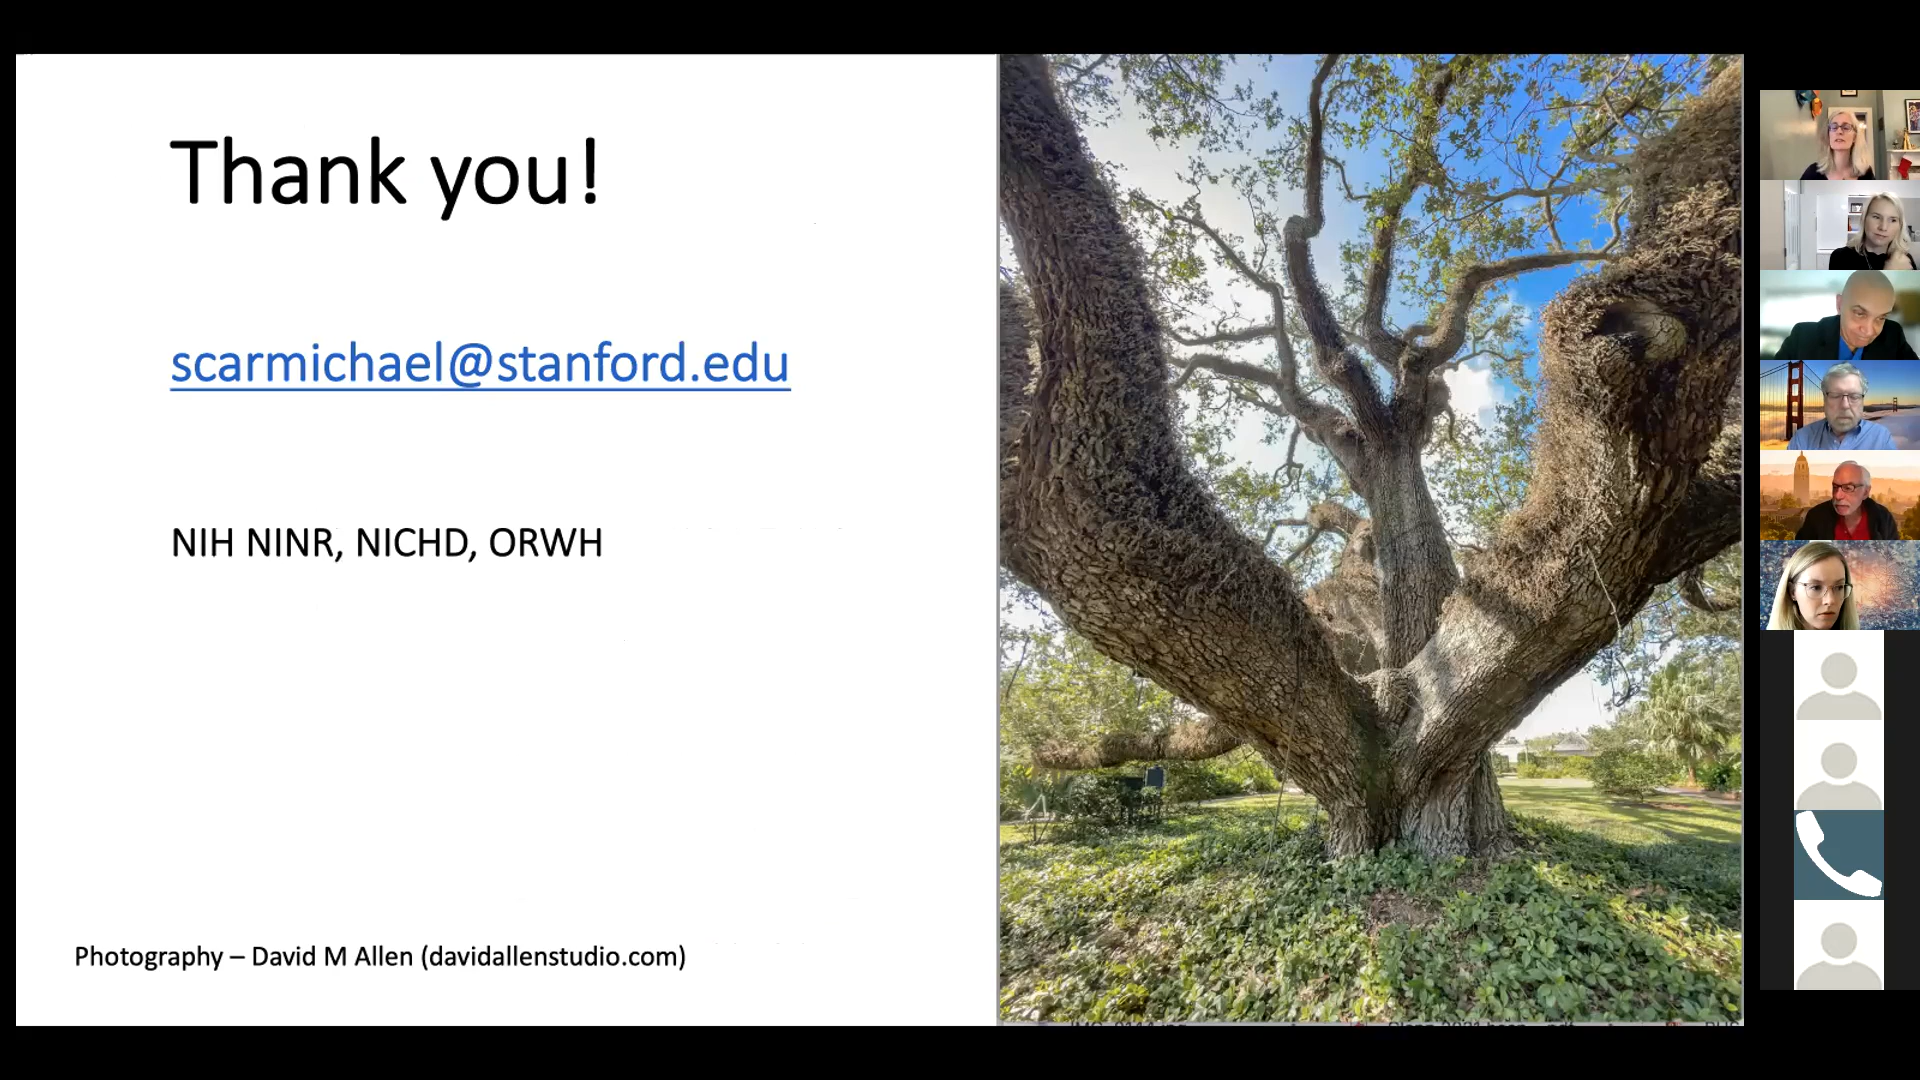 Thank you!
scarmichael@stanford.edu
NIH NINR, NICHD, ORWH
Photography – David M Allen (davidallenstudio.com)